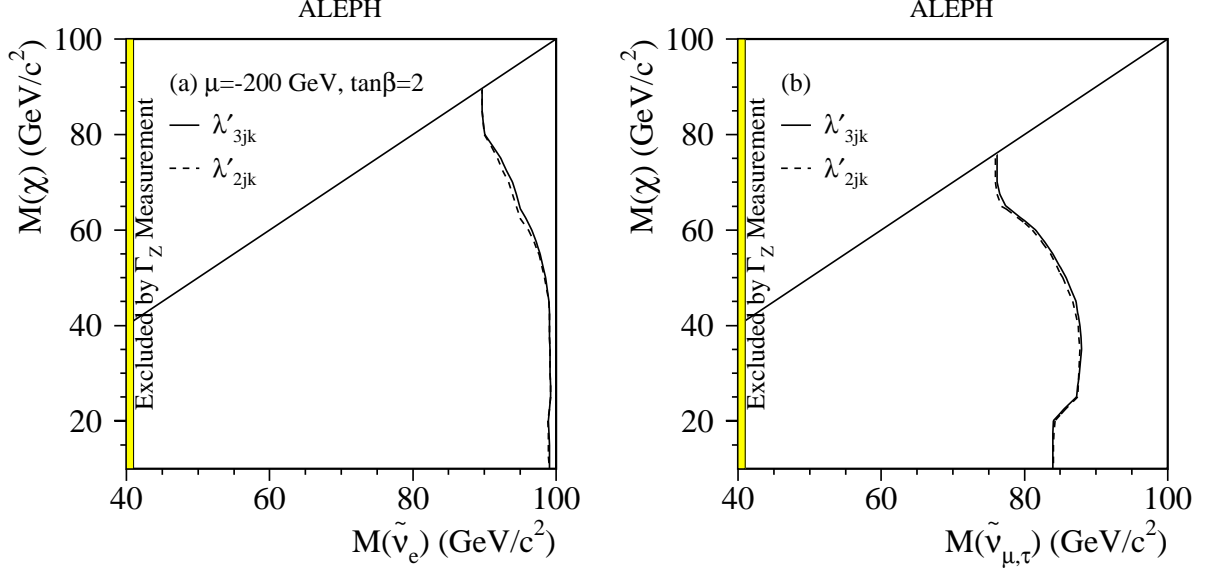 ALEPH
M(χ) (GeV/c²)
100
80
60
40
20
(a) μ=-200 GeV, tanβ=2
λ′3jk
λ′2jk
Excluded by ΓZ Measurement
40 60 80 100
M(ν̃e) (GeV/c²)
ALEPH
M(χ) (GeV/c²)
100
80
60
40
20
(b)
λ′3jk
λ′2jk
Excluded by ΓZ Measurement
40 60 80 100
M(ν̃μ,τ) (GeV/c²)